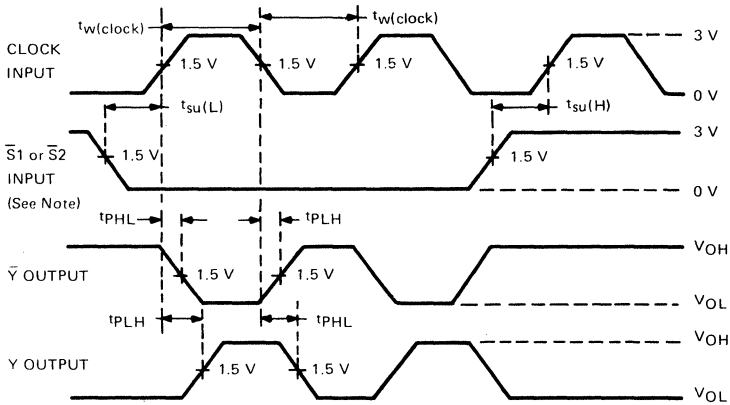 tw(clock)
tw(clock)
CLOCK
INPUT
1.5 V
1.5 V
1.5 V
1.5 V
3 V
0 V
tsu(L)
tsu(H)
S̅1 or S̅2
INPUT
(See Note)
1.5 V
1.5 V
3 V
0 V
tPHL
tPLH
Y̅ OUTPUT
1.5 V
1.5 V
VOH
VOL
tPLH
tPHL
Y OUTPUT
1.5 V
1.5 V
VOH
VOL